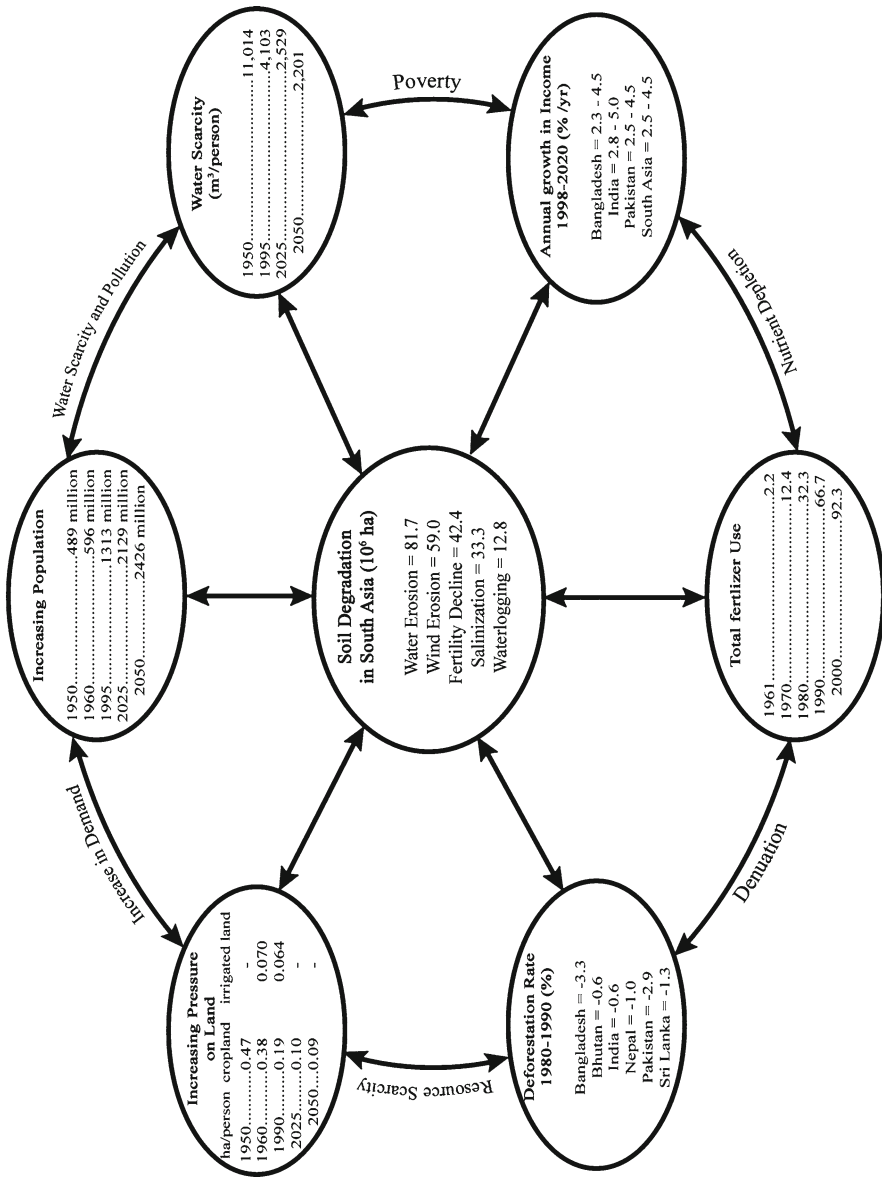 Increasing Population
1950..........................489 million
1960..........................596 million
1995..........................1313 million
2025..........................2129 million
2050..................2426 million
Water Scarcity and Pollution
Water Scarcity
(m³/person)
1950..........................11,014
1995..........................4,103
2025..........................2,529
2050..........................2,201
Poverty
Annual growth in Income
1998-2020 (% /yr)
Bangladesh = 2.3 - 4.5
India = 2.8 - 5.0
Pakistan = 2.5 - 4.5
South Asia = 2.5 - 4.5
Nutrient Depletion
Total fertlizer Use
1961..........................2.2
1970..........................12.4
1980..........................32.3
1990..........................66.7
2000..........................92.3
Denuation
Deforestation Rate
1980-1990 (%)
Bangladesh = -3.3
Bhutan = -0.6
India = -0.6
Nepal = -1.0
Pakistan = -2.9
Sri Lanka = -1.3
Resource Scarcity
Increasing Pressure
on Land
ha/person cropland irrigated land
1950..........0.47 -
1960..........0.38 0.070
1990..........0.19 0.064
2025..........0.10 -
2050......0.09 -
Increase in Demand
Soil Degradation
in South Asia (10⁶ ha)
Water Erosion = 81.7
Wind Erosion = 59.0
Fertility Decline = 42.4
Salinization = 33.3
Waterlogging = 12.8